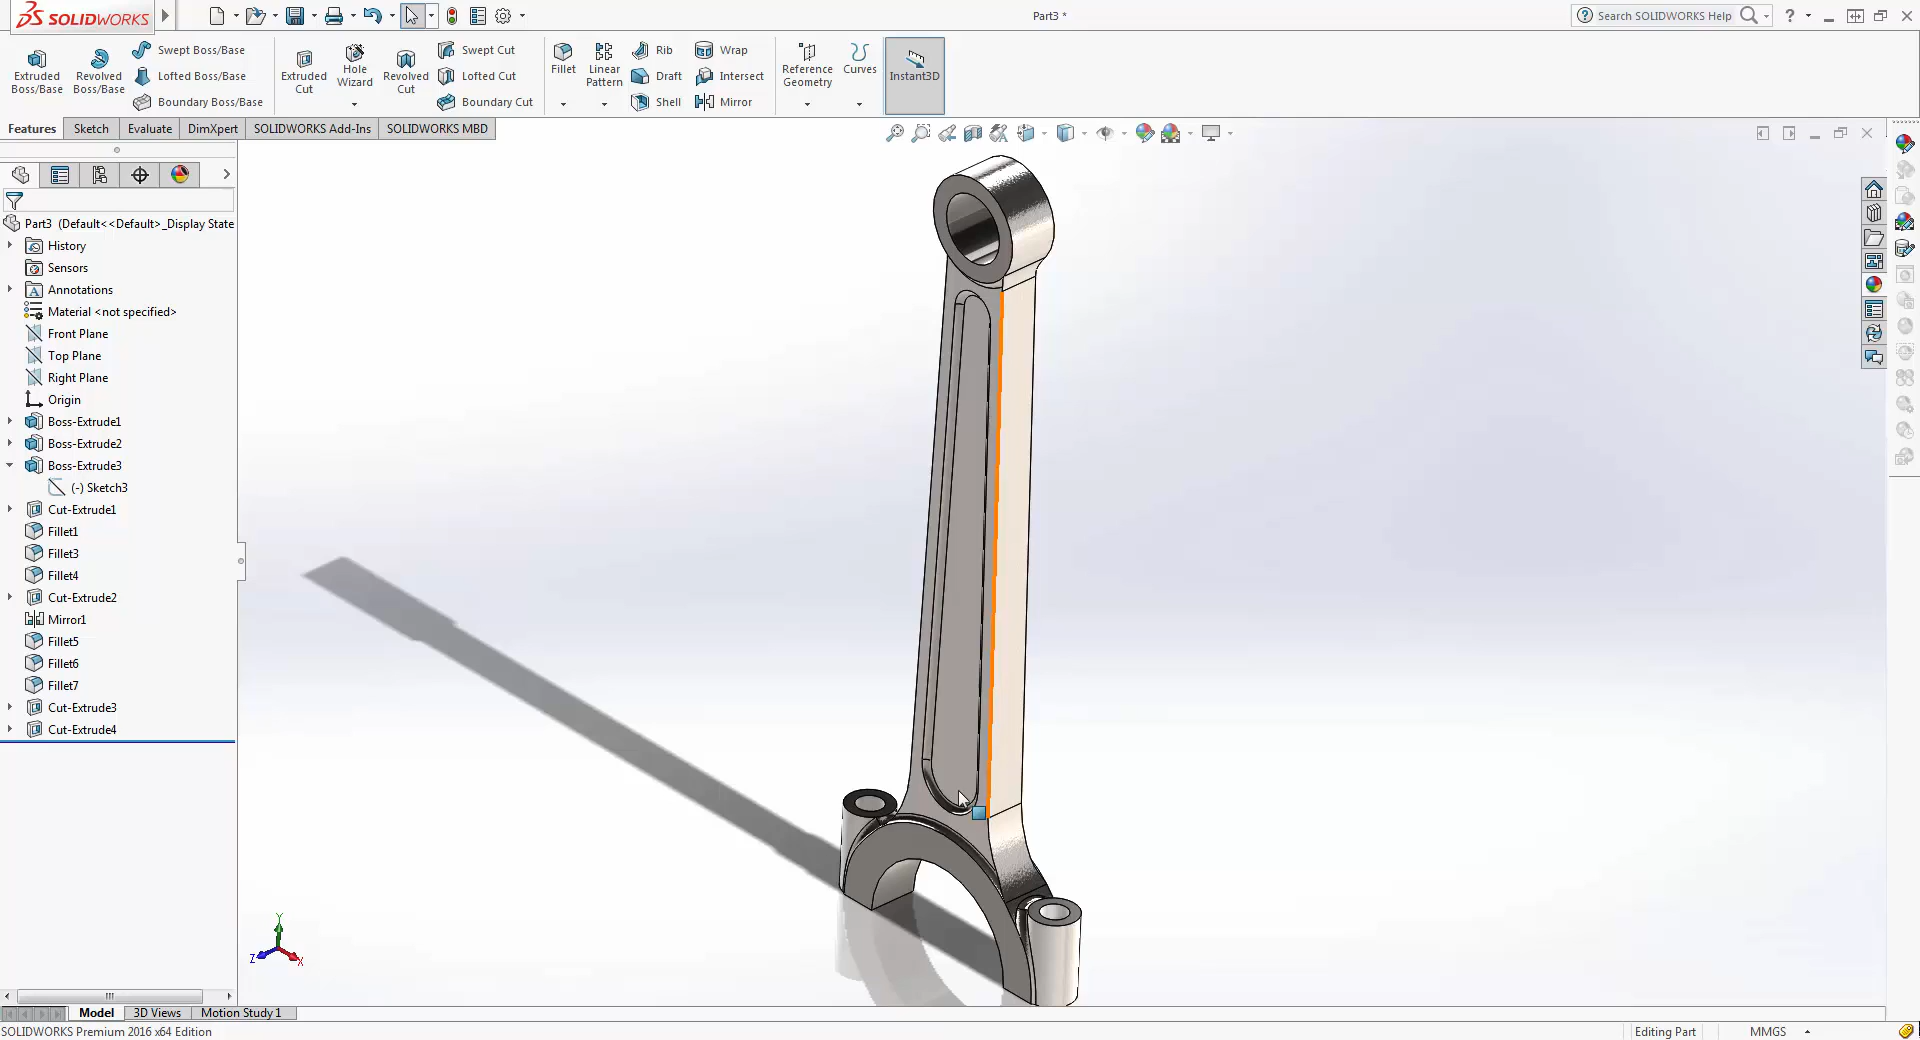 SOLIDWORKS
Part3 *
Search SOLIDWORKS Help
Extruded Boss/Base
Revolved Boss/Base
Swept Boss/Base
Lofted Boss/Base
Boundary Boss/Base
Extruded Cut
Hole Wizard
Revolved Cut
Swept Cut
Lofted Cut
Boundary Cut
Fillet
Linear Pattern
Rib
Draft
Shell
Wrap
Intersect
Mirror
Reference Geometry
Curves
Instant3D
Features
Sketch
Evaluate
DimXpert
SOLIDWORKS Add-Ins
SOLIDWORKS MBD
Part3 (Default<<Default>_Display State
History
Sensors
Annotations
Material <not specified>
Front Plane
Top Plane
Right Plane
Origin
Boss-Extrude1
Boss-Extrude2
Boss-Extrude3
(-) Sketch3
Cut-Extrude1
Fillet1
Fillet3
Fillet4
Cut-Extrude2
Mirror1
Fillet5
Fillet6
Fillet7
Cut-Extrude3
Cut-Extrude4
Y
Z
X
Model
3D Views
Motion Study 1
SOLIDWORKS Premium 2016 x64 Edition
Editing Part
MMGS